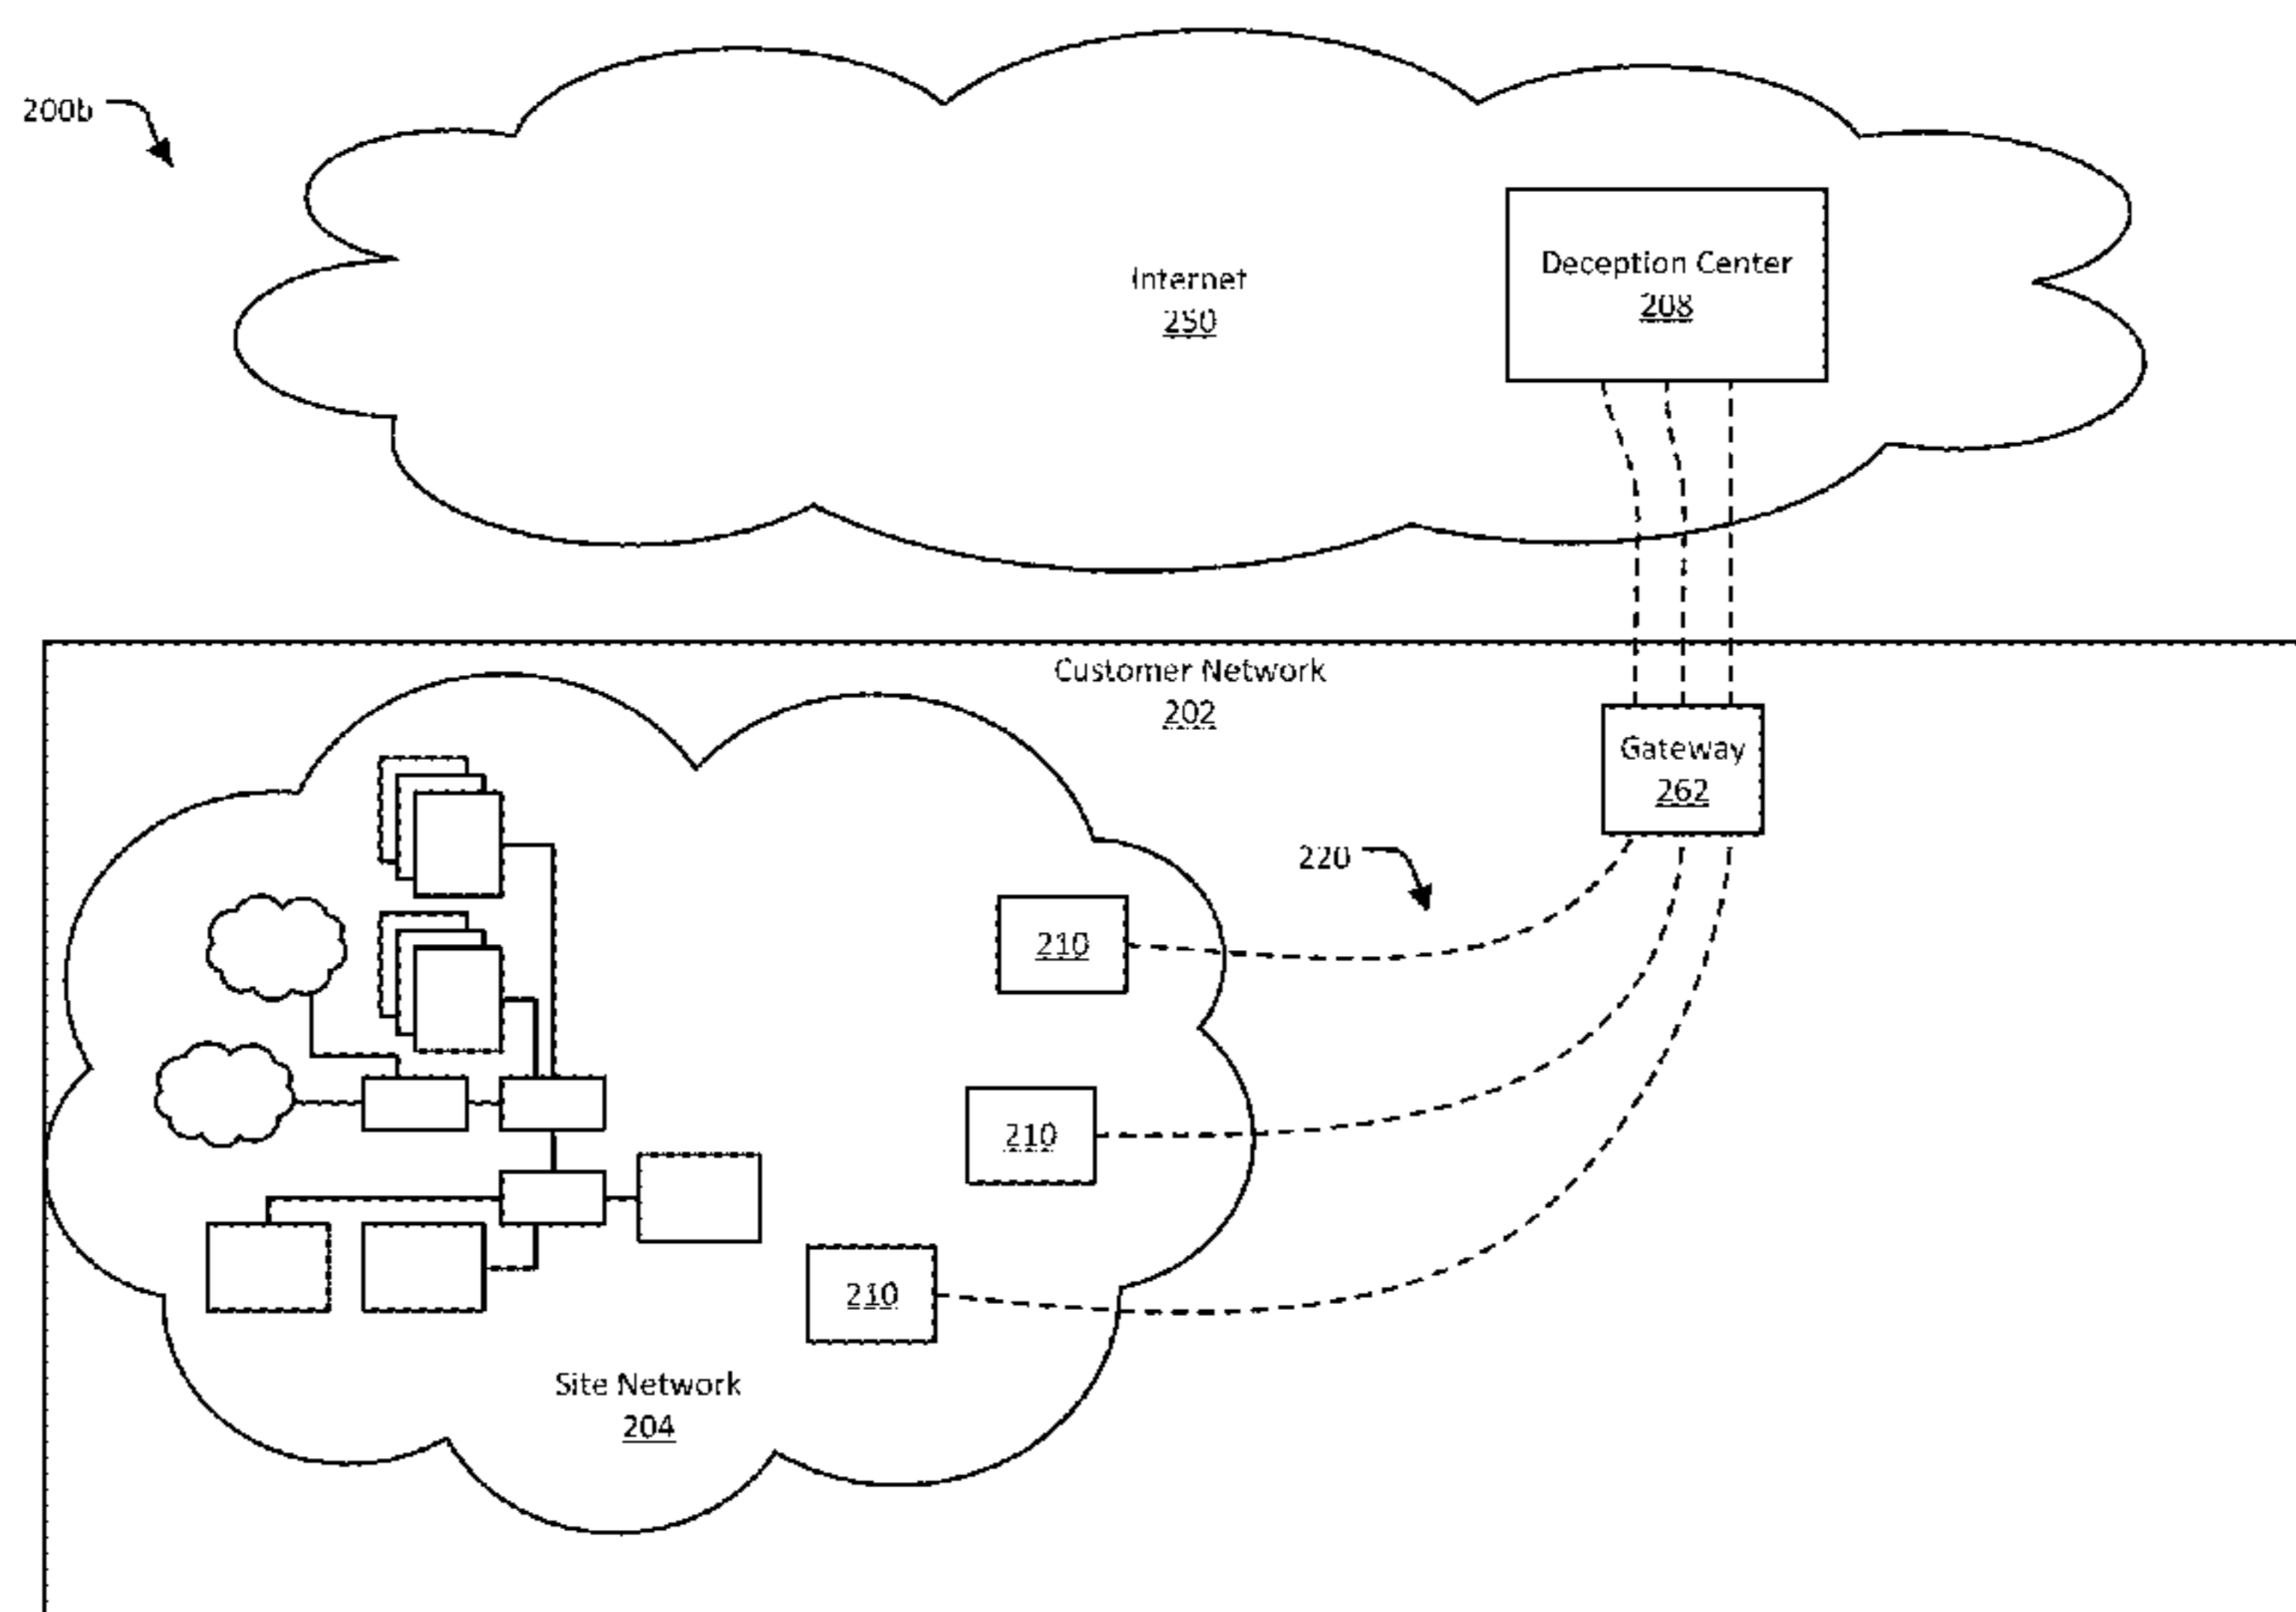 200b
Internet
250
Deception Center
208
Customer Network
202
Gateway
262
220
210
210
210
Site Network
204